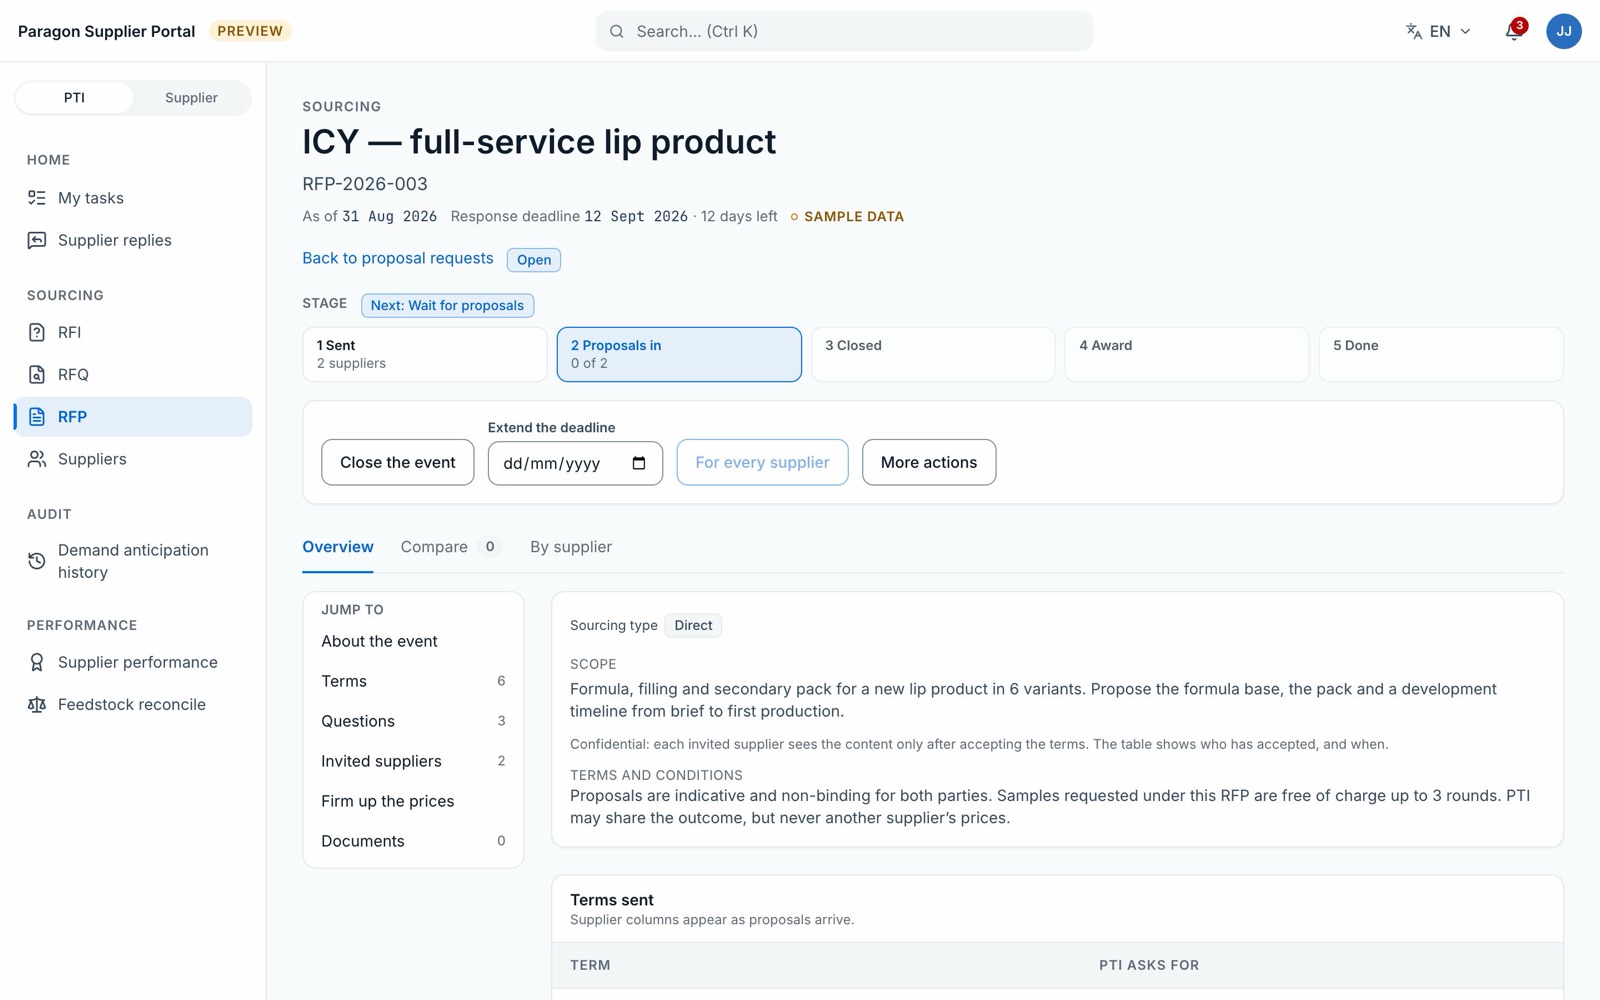 Paragon Supplier Portal PREVIEW
Search... (Ctrl K)
EN
3
JJ
PTI
Supplier
HOME
My tasks
Supplier replies
SOURCING
RFI
RFQ
RFP
Suppliers
AUDIT
Demand anticipation
history
PERFORMANCE
Supplier performance
Feedstock reconcile
SOURCING
ICY — full-service lip product
RFP-2026-003
As of 31 Aug 2026 Response deadline 12 Sept 2026 · 12 days left SAMPLE DATA
Back to proposal requests Open
STAGE Next: Wait for proposals
1 Sent
2 suppliers
2 Proposals in
0 of 2
3 Closed
4 Award
5 Done
Extend the deadline
Close the event
dd/mm/yyyy
For every supplier
More actions
Overview
Compare 0
By supplier
JUMP TO
About the event
Terms 6
Questions 3
Invited suppliers 2
Firm up the prices
Documents 0
Sourcing type Direct
SCOPE
Formula, filling and secondary pack for a new lip product in 6 variants. Propose the formula base, the pack and a development
timeline from brief to first production.
Confidential: each invited supplier sees the content only after accepting the terms. The table shows who has accepted, and when.
TERMS AND CONDITIONS
Proposals are indicative and non-binding for both parties. Samples requested under this RFP are free of charge up to 3 rounds. PTI
may share the outcome, but never another supplier’s prices.
Terms sent
Supplier columns appear as proposals arrive.
TERM
PTI ASKS FOR